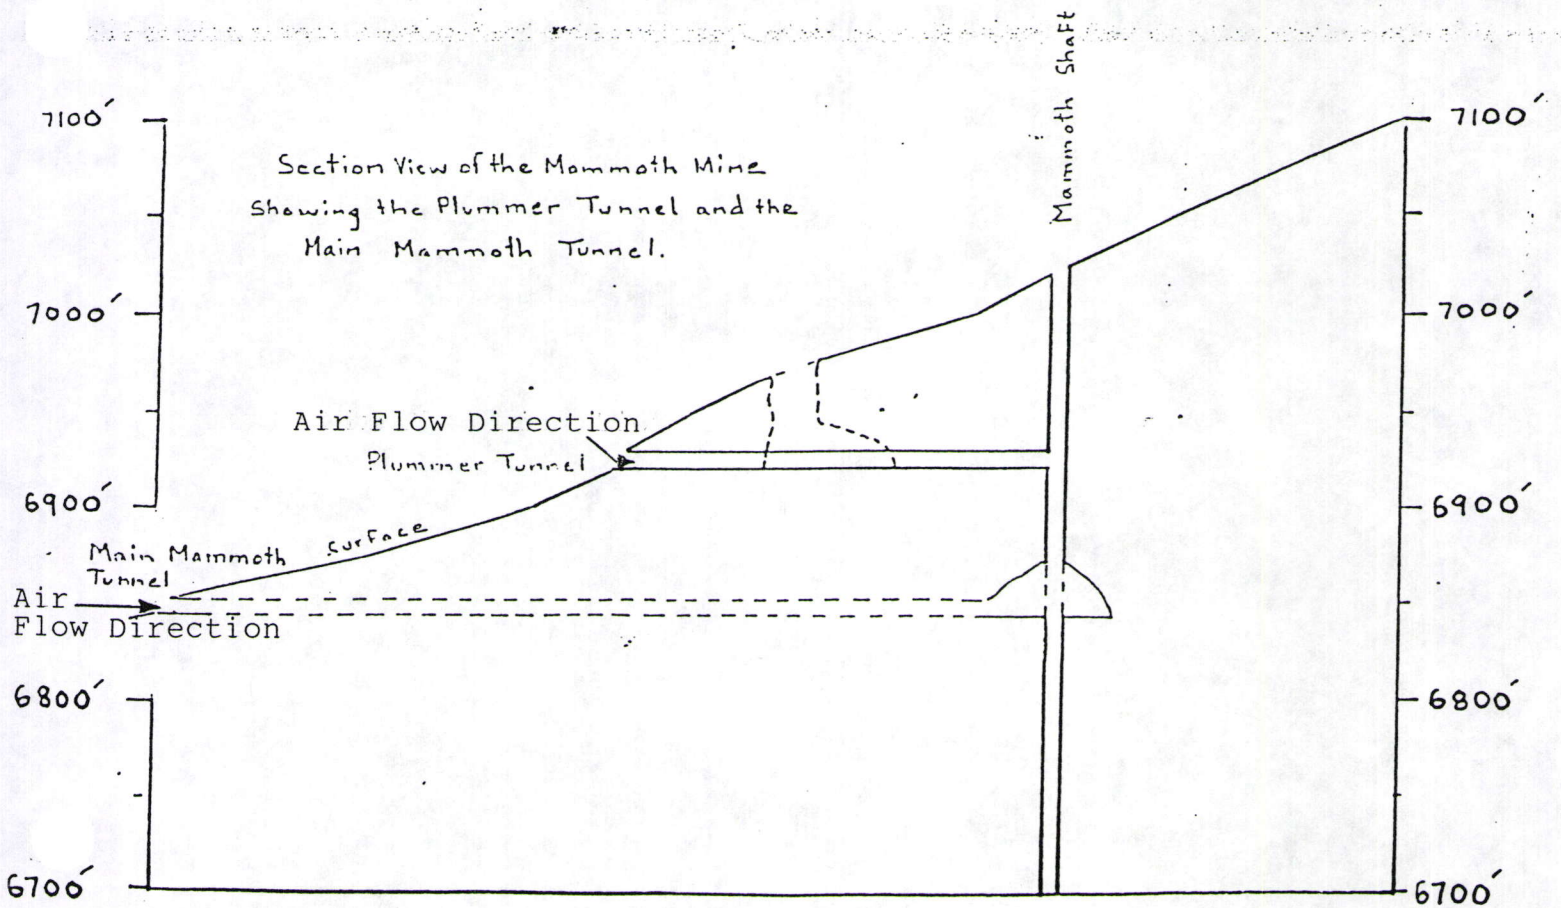 Mammoth Shaft
7100'
7100'
Section View of the Mammoth Mine
Showing the Plummer Tunnel and the
Main Mammoth Tunnel.
7000'
7000'
Air Flow Direction
Plummer Tunnel
6900'
6900'
surface
Main Mammoth
Tunnel
Air
Flow Direction
6800'
6800'
6700'
6700'